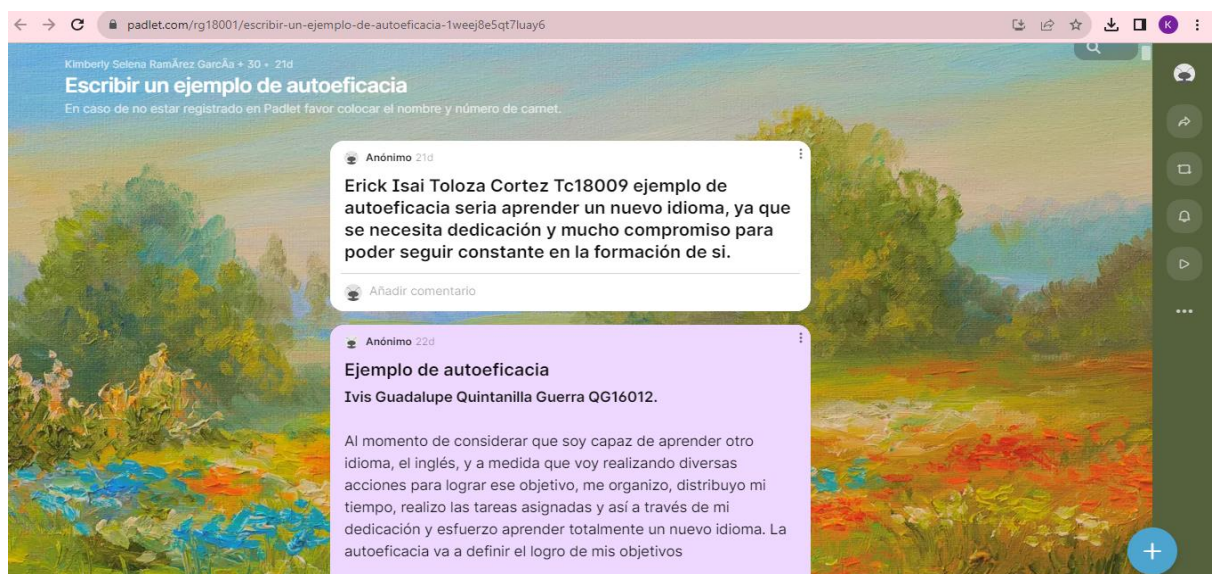 padlet.com/rg18001/escribir-un-ejemplo-de-autoeficacia-1weej8e5qt7luay6
K
Kimberly Selena RamÃrez GarcÃa + 30 • 21d
Escribir un ejemplo de autoeficacia
En caso de no estar registrado en Padlet favor colocar el nombre y número de carnet.
Anónimo 21d
Erick Isai Toloza Cortez Tc18009 ejemplo de
autoeficacia seria aprender un nuevo idioma, ya que
se necesita dedicación y mucho compromiso para
poder seguir constante en la formación de si.
Añadir comentario
Anónimo 22d
Ejemplo de autoeficacia
Ivis Guadalupe Quintanilla Guerra QG16012.
Al momento de considerar que soy capaz de aprender otro
idioma, el inglés, y a medida que voy realizando diversas
acciones para lograr ese objetivo, me organizo, distribuyo mi
tiempo, realizo las tareas asignadas y así a través de mi
dedicación y esfuerzo aprender totalmente un nuevo idioma. La
autoeficacia va a definir el logro de mis objetivos